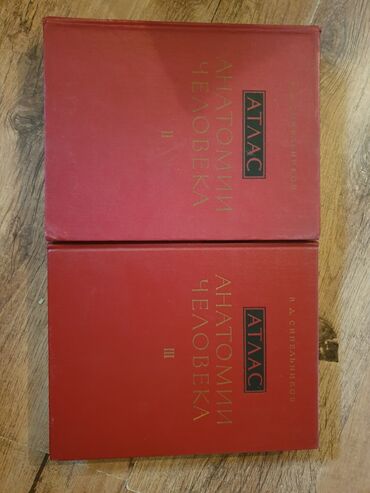 АТЛАС
АНАТОМИИ
ЧЕЛОВЕКА
II
Р. Д. СИНЕЛЬНИКОВ
АТЛАС
АНАТОМИИ
ЧЕЛОВЕКА
III